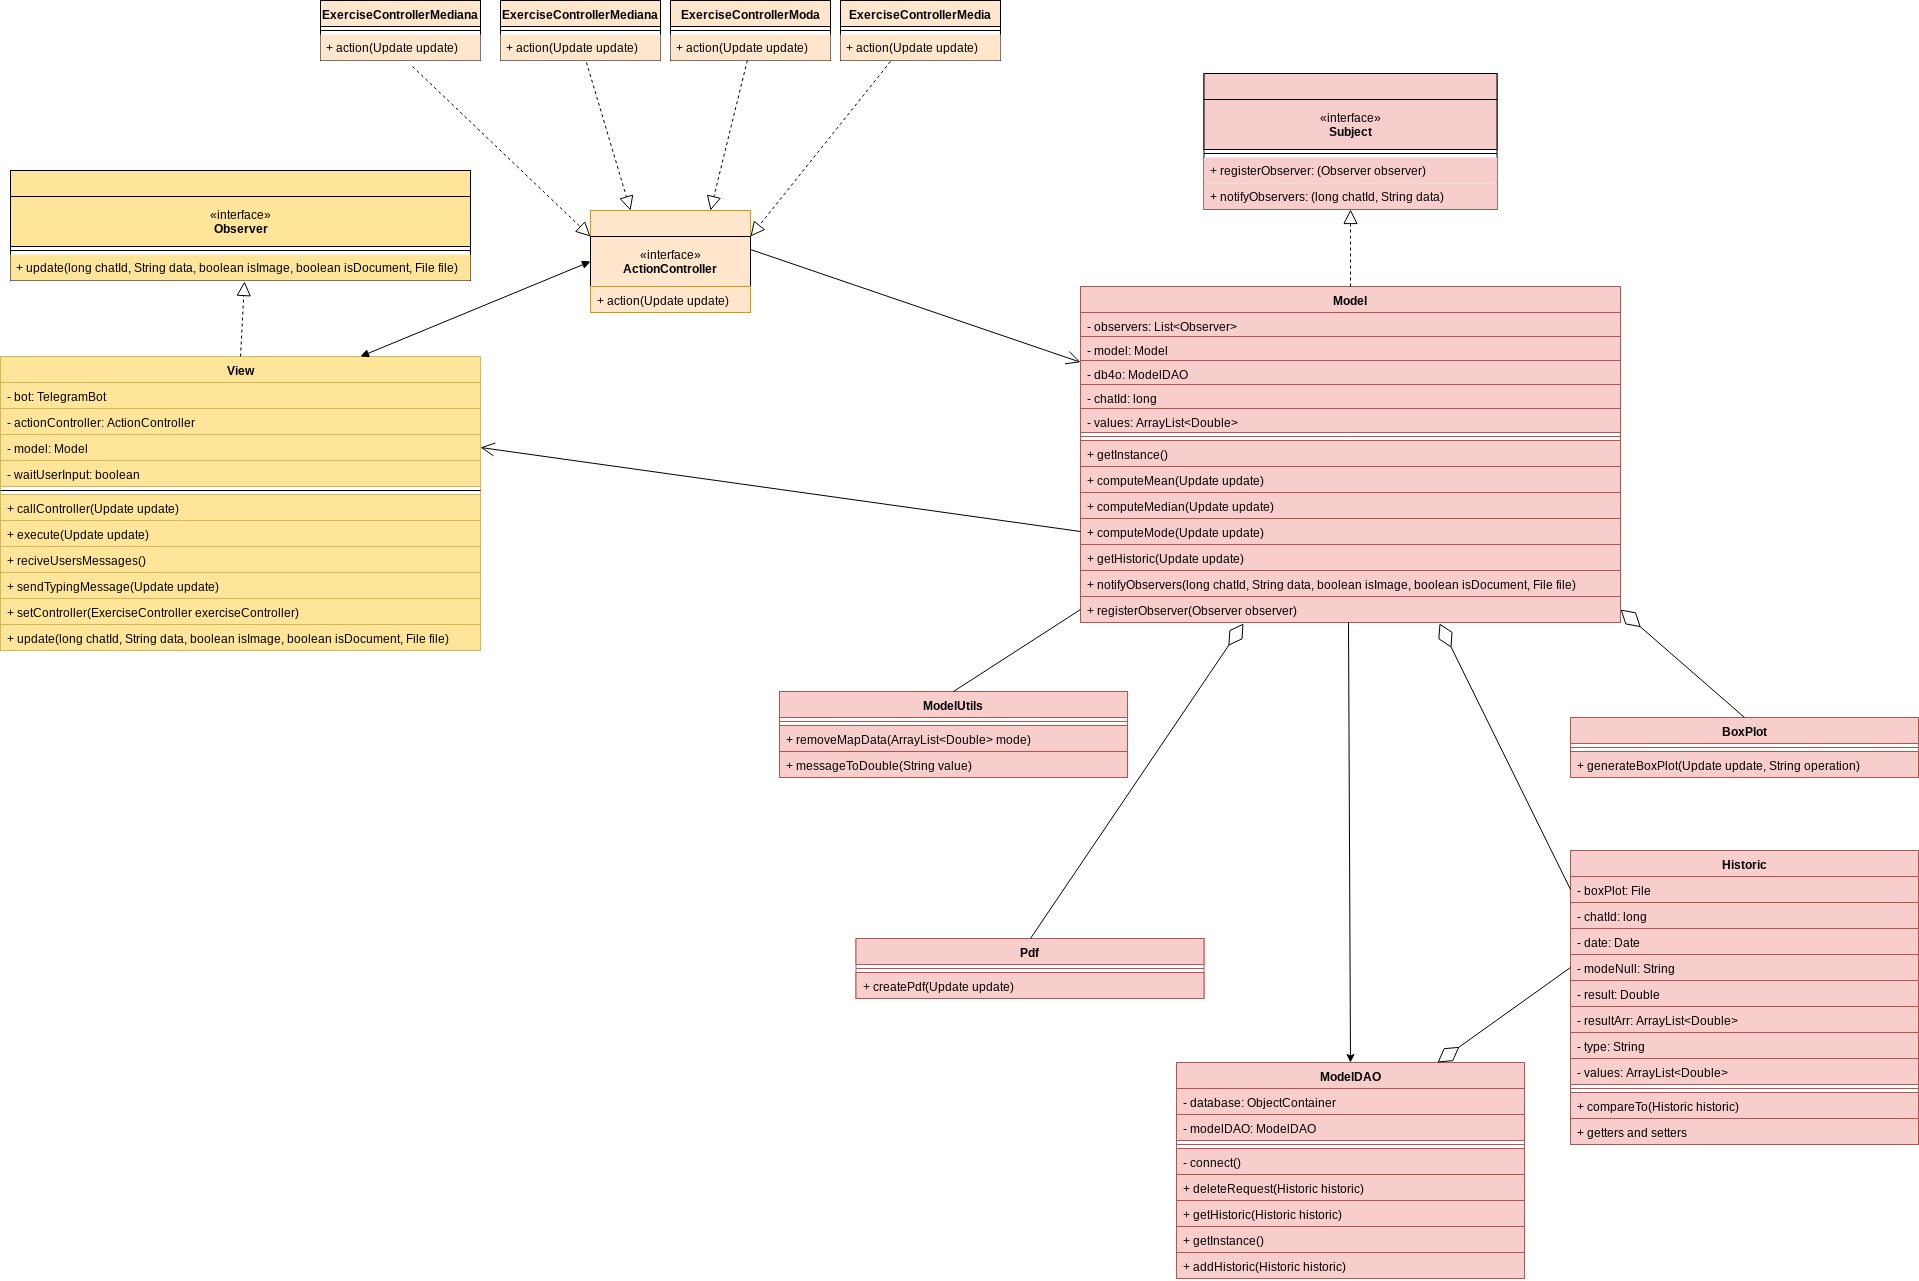 ExerciseControllerMediana
+ action(Update update)
ExerciseControllerMediana
+ action(Update update)
ExerciseControllerModa
+ action(Update update)
ExerciseControllerMedia
+ action(Update update)
«interface»
Subject
+ registerObserver: (Observer observer)
+ notifyObservers: (long chatId, String data)
«interface»
Observer
+ update(long chatId, String data, boolean isImage, boolean isDocument, File file)
«interface»
ActionController
+ action(Update update)
View
- bot: TelegramBot
- actionController: ActionController
- model: Model
- waitUserInput: boolean
+ callController(Update update)
+ execute(Update update)
+ reciveUsersMessages()
+ sendTypingMessage(Update update)
+ setController(ExerciseController exerciseController)
+ update(long chatId, String data, boolean isImage, boolean isDocument, File file)
Model
- observers: List<Observer>
- model: Model
- db4o: ModelDAO
- chatId: long
- values: ArrayList<Double>
+ getInstance()
+ computeMean(Update update)
+ computeMedian(Update update)
+ computeMode(Update update)
+ getHistoric(Update update)
+ notifyObservers(long chatId, String data, boolean isImage, boolean isDocument, File file)
+ registerObserver(Observer observer)
ModelUtils
+ removeMapData(ArrayList<Double> mode)
+ messageToDouble(String value)
BoxPlot
+ generateBoxPlot(Update update, String operation)
Pdf
+ createPdf(Update update)
Historic
- boxPlot: File
- chatId: long
- date: Date
- modeNull: String
- result: Double
- resultArr: ArrayList<Double>
- type: String
- values: ArrayList<Double>
+ compareTo(Historic historic)
+ getters and setters
ModelDAO
- database: ObjectContainer
- modelDAO: ModelDAO
- connect()
+ deleteRequest(Historic historic)
+ getHistoric(Historic historic)
+ getInstance()
+ addHistoric(Historic historic)